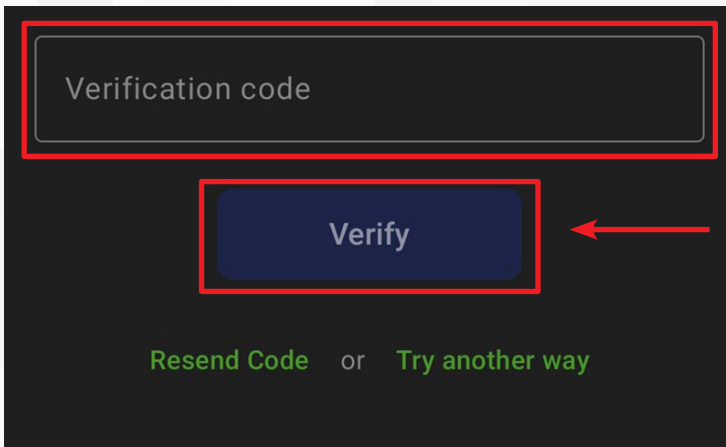 Verification code
Verify
Resend Code or Try another way